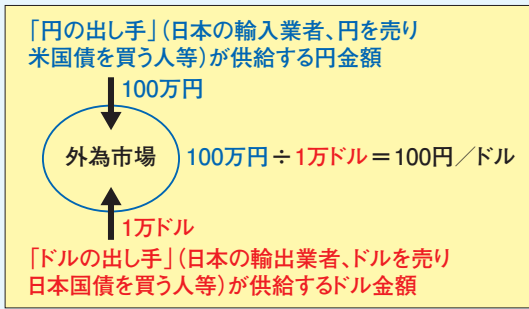 「円の出し手」(日本の輸入業者、円を売り
米国債を買う人等)が供給する円金額
100万円
外為市場
100万円÷1万ドル＝100円／ドル
1万ドル
「ドルの出し手」(日本の輸出業者、ドルを売り
日本国債を買う人等)が供給するドル金額